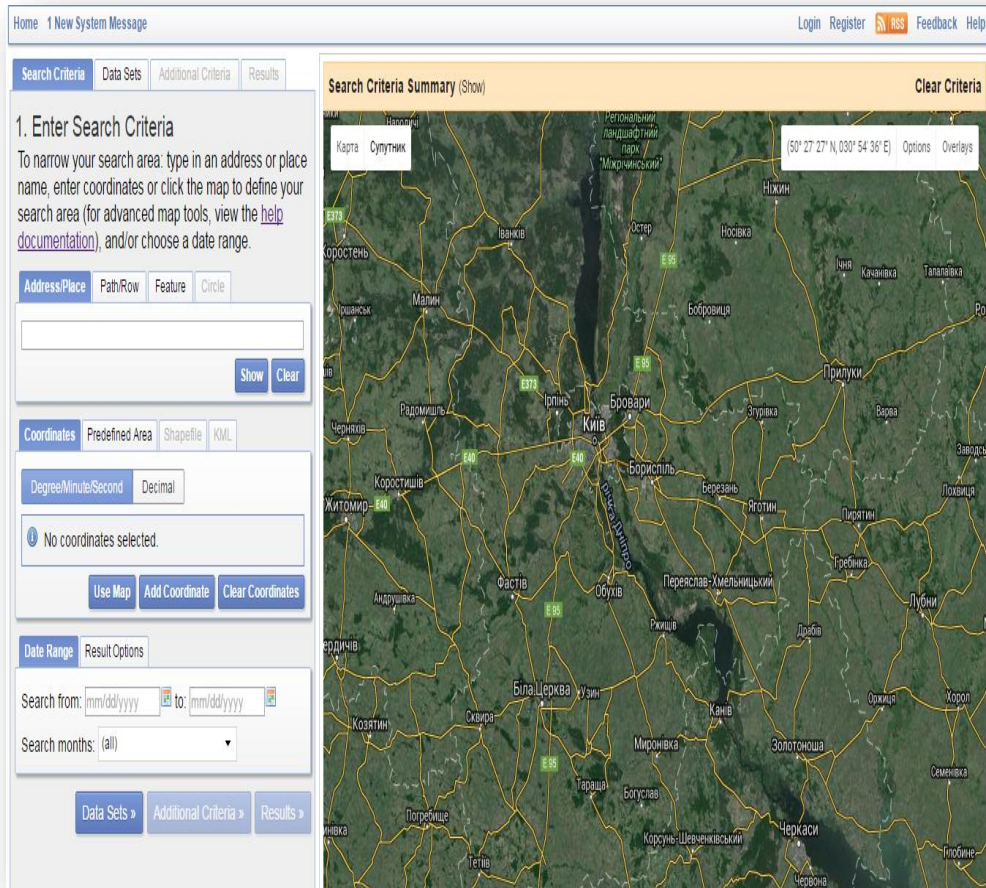 Home 1 New System Message
Login Register RSS Feedback Help
Search Criteria Data Sets Additional Criteria Results
1. Enter Search Criteria
To narrow your search area: type in an address or place
name, enter coordinates or click the map to define your
search area (for advanced map tools, view the help
documentation), and/or choose a date range.
Address/Place Path/Row Feature Circle
Show Clear
Coordinates Predefined Area Shapefile KML
Degree/Minute/Second Decimal
No coordinates selected.
Use Map Add Coordinate Clear Coordinates
Date Range Result Options
Search from: mm/dd/yyyy to: mm/dd/yyyy
Search months: (all)
Data Sets » Additional Criteria » Results »
Search Criteria Summary (Show) Clear Criteria
Карта Супутник
(50° 27' 27" N, 030° 54' 36" E) Options Overlays
Народичі
Регіональний
ландшафтний
парк
"Міжрічинський"
Ніжин
E373
Коростень
Іванків
Остер
Носівка
E 95
Ічня
Качанівка
Талалаївка
Малин
Бобровиця
E 95
Прилуки
E373
Ірпінь
Бровари
Радомишль
Згурівка
Варва
Черняхів
Київ
E40
E40
Бориспіль
Коростишів
Березань
Яготин
Лохвиця
Житомир
E40
річка Дніпро
Пирятин
Гребінка
Фастів
Обухів
Переяслав-Хмельницький
Андрушівка
E 95
Лубни
Ржищів
Драбів
Біла Церква
Узин
Оржиця
Хорол
Канів
Козятин
Сквира
Миронівка
Золотоноша
E 95
Семенівка
Тараща
Богуслав
Погребище
Черкаси
Корсунь-Шевченківський
Глобине
Тетіїв
Червона